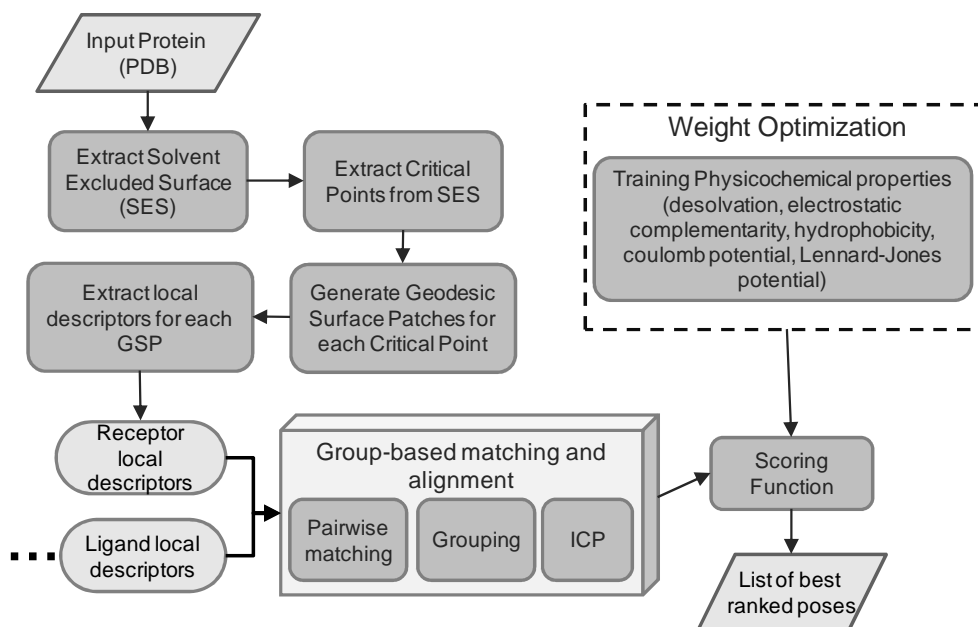 Input Protein
(PDB)
Extract Solvent
Excluded Surface
(SES)
Extract Critical
Points from SES
Generate Geodesic
Surface Patches for
each Critical Point
Extract local
descriptors for each
GSP
Receptor
local
descriptors
Ligand local
descriptors
Group-based matching and
alignment
Pairwise
matching
Grouping
ICP
Weight Optimization
Training Physicochemical properties
(desolvation, electrostatic
complementarity, hydrophobicity,
coulomb potential, Lennard-Jones
potential)
Scoring
Function
List of best
ranked poses